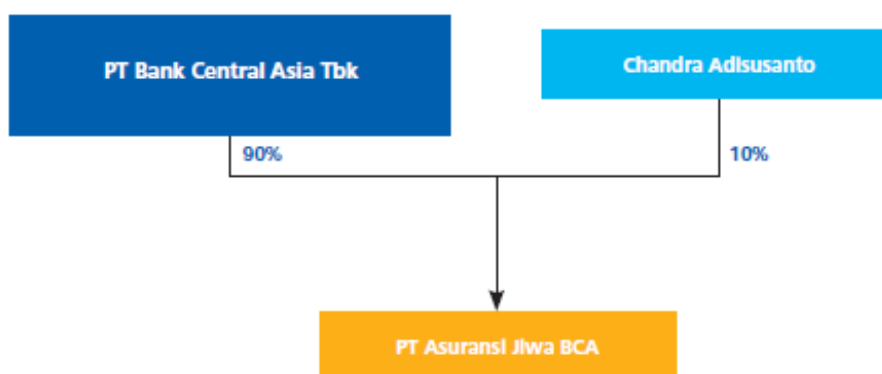 PT Bank Central Asia Tbk
Chandra Adisusanto
90%
10%
PT Asuransi Jiwa BCA